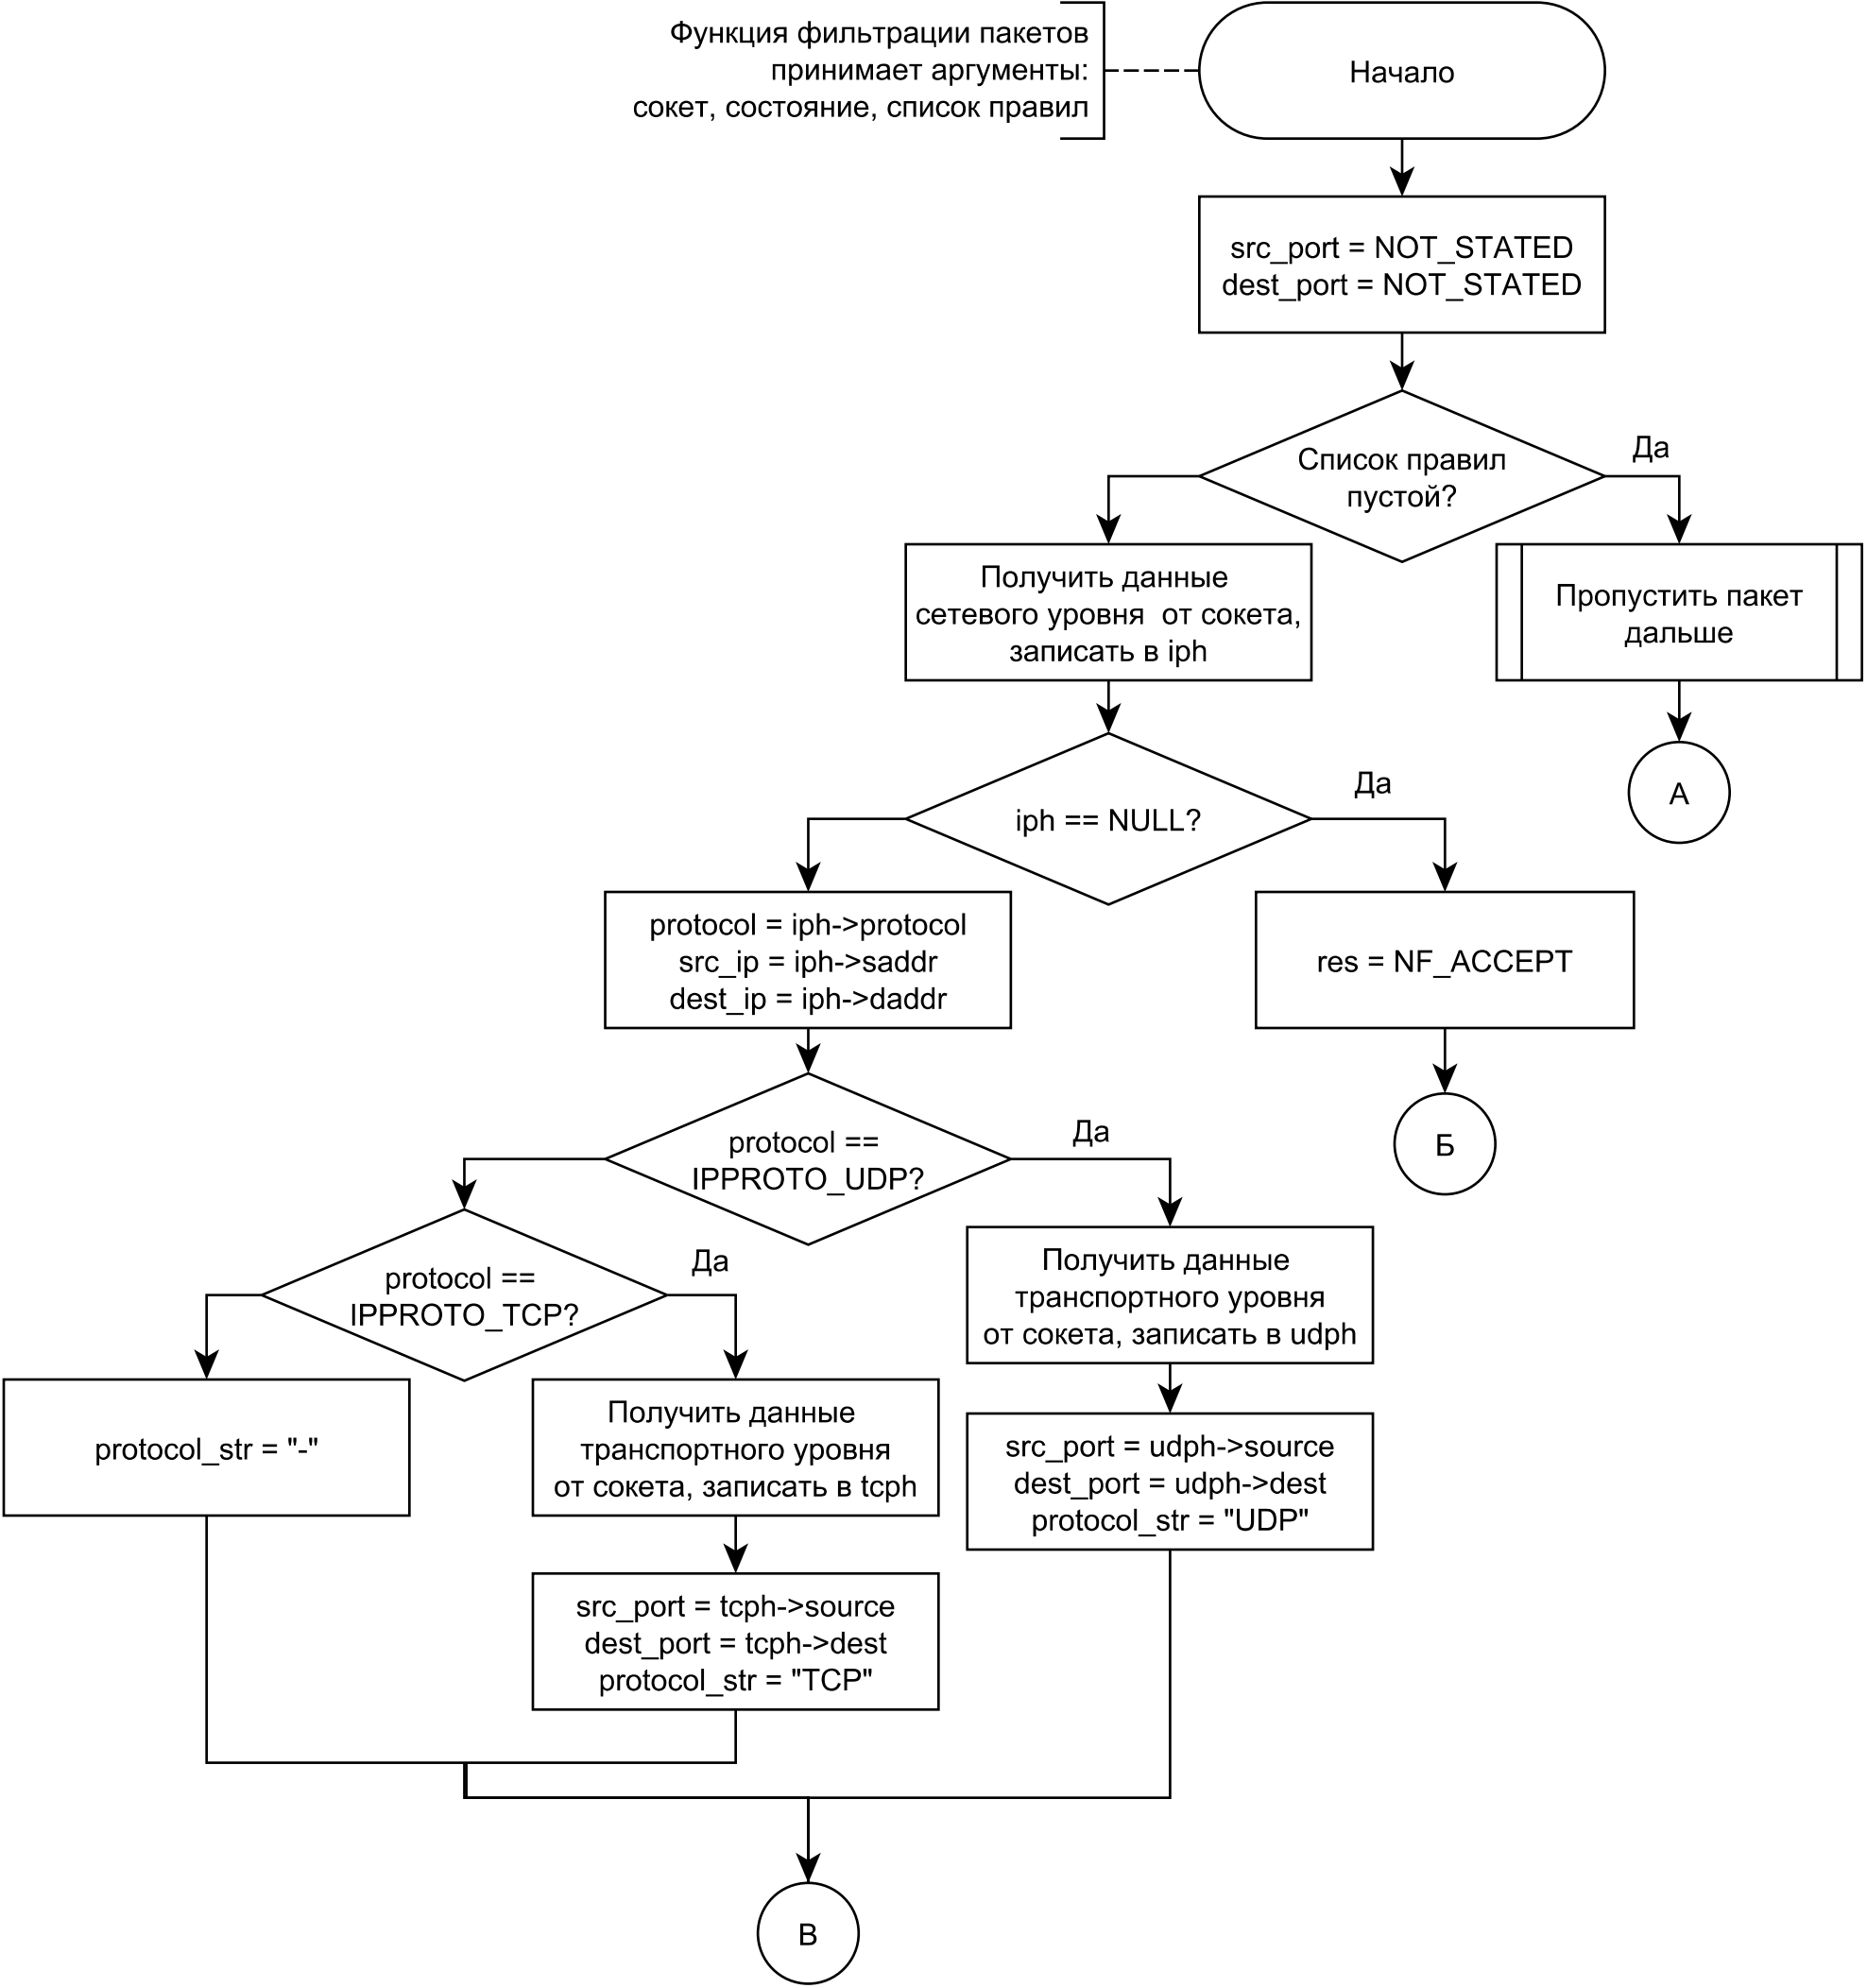 Функция фильтрации пакетов
принимает аргументы:
сокет, состояние, список правил
Начало
src_port = NOT_STATED
dest_port = NOT_STATED
Список правил
пустой?
Да
Получить данные
сетевого уровня  от сокета,
записать в iph
Пропустить пакет
дальше
А
iph == NULL?
Да
protocol = iph->protocol
src_ip = iph->saddr
dest_ip = iph->daddr
res = NF_ACCEPT
Б
protocol ==
IPPROTO_UDP?
Да
protocol ==
IPPROTO_TCP?
Да
Получить данные
транспортного уровня
от сокета, записать в udph
protocol_str = "-"
Получить данные
транспортного уровня
от сокета, записать в tcph
src_port = udph->source
dest_port = udph->dest
protocol_str = "UDP"
src_port = tcph->source
dest_port = tcph->dest
protocol_str = "TCP"
В